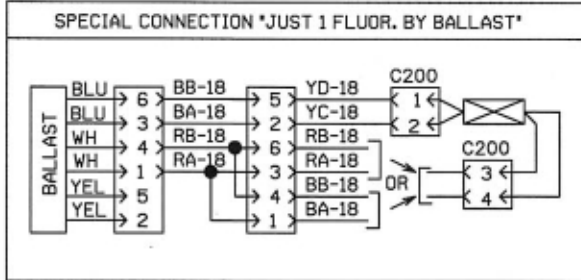 SPECIAL CONNECTION "JUST 1 FLUOR. BY BALLAST"
BALLAST
BLU 6 BB-18 5 YD-18 C200 1
BLU 3 BA-18 2 YC-18 2
WH 4 RB-18 6 RB-18 C200
WH 1 RA-18 3 RA-18 OR 3
YEL 5 4 BB-18 4
YEL 2 1 BA-18